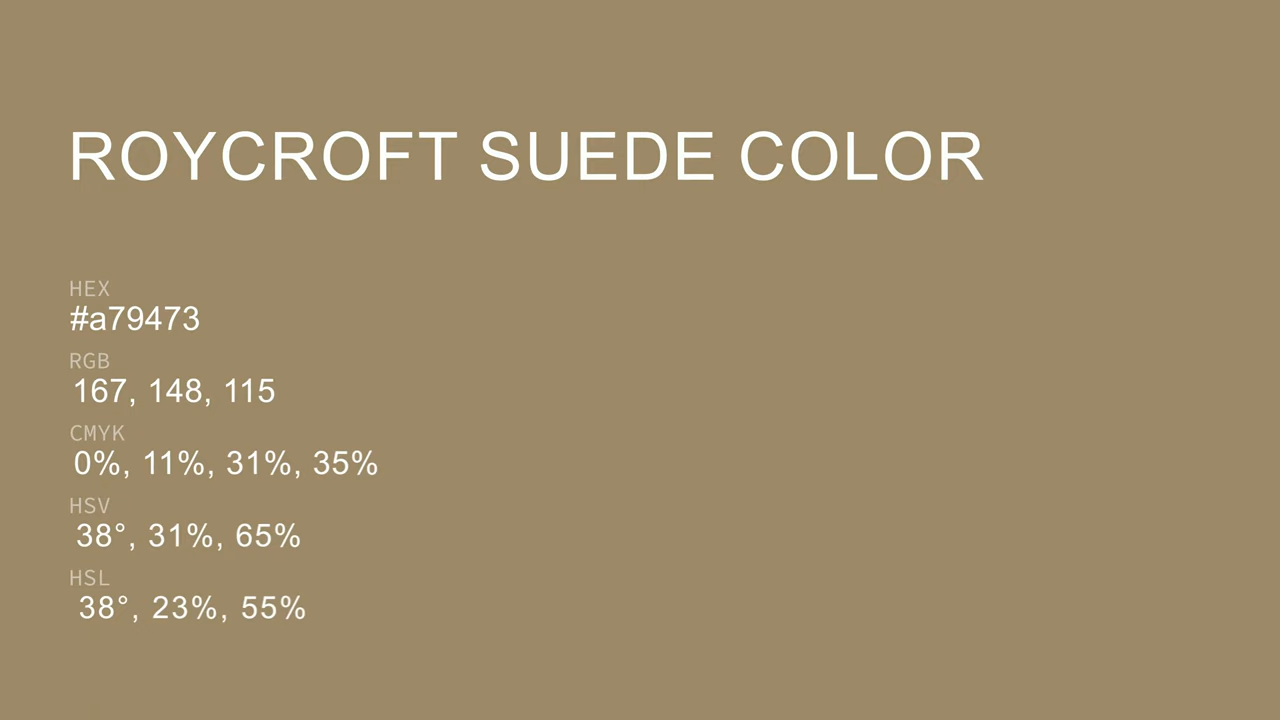 ROYCROFT SUEDE COLOR
HEX
#a79473
RGB
167, 148, 115
CMYK
0%, 11%, 31%, 35%
HSV
38°, 31%, 65%
HSL
38°, 23%, 55%